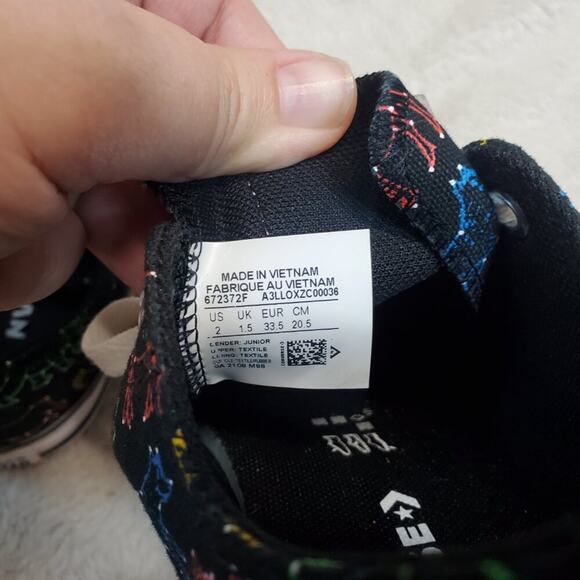 MADE IN VIETNAM
FABRIQUE AU VIETNAM
672372F A3LLOXZC00036
US UK EUR CM
2 1.5 33.5 20.5
GENDER: JUNIOR
UPPER: TEXTILE
LINING: TEXTILE